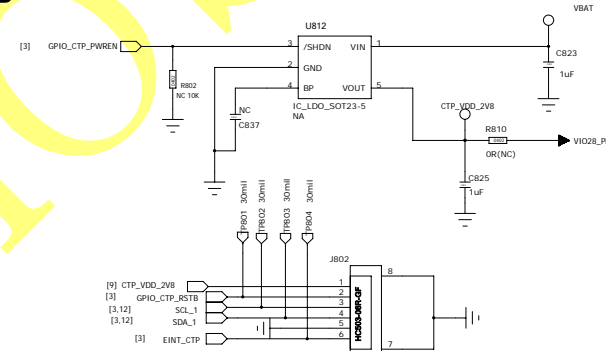 VBAT
U812
[3] GPIO_CTP_PWREN
3 /SHDN VIN 1
C823
2 GND
1uF
R802
NC 10K
4 BP VOUT 5
IC_LDO_SOT23-5
NA
NC
C837
CTP_VDD_2V8
R810
0402
VIO28_P
0R(NC)
C825
1uF
TP801 30mil
TP802 30mil
TP803 30mil
TP804 30mil
J802
8
[9] CTP_VDD_2V8 1
[3] GPIO_CTP_RSTB 2
[3,12] SCL_1 3
[3,12] SDA_1 4
5
[3] EINT_CTP 6
HC503-06R-GF
7